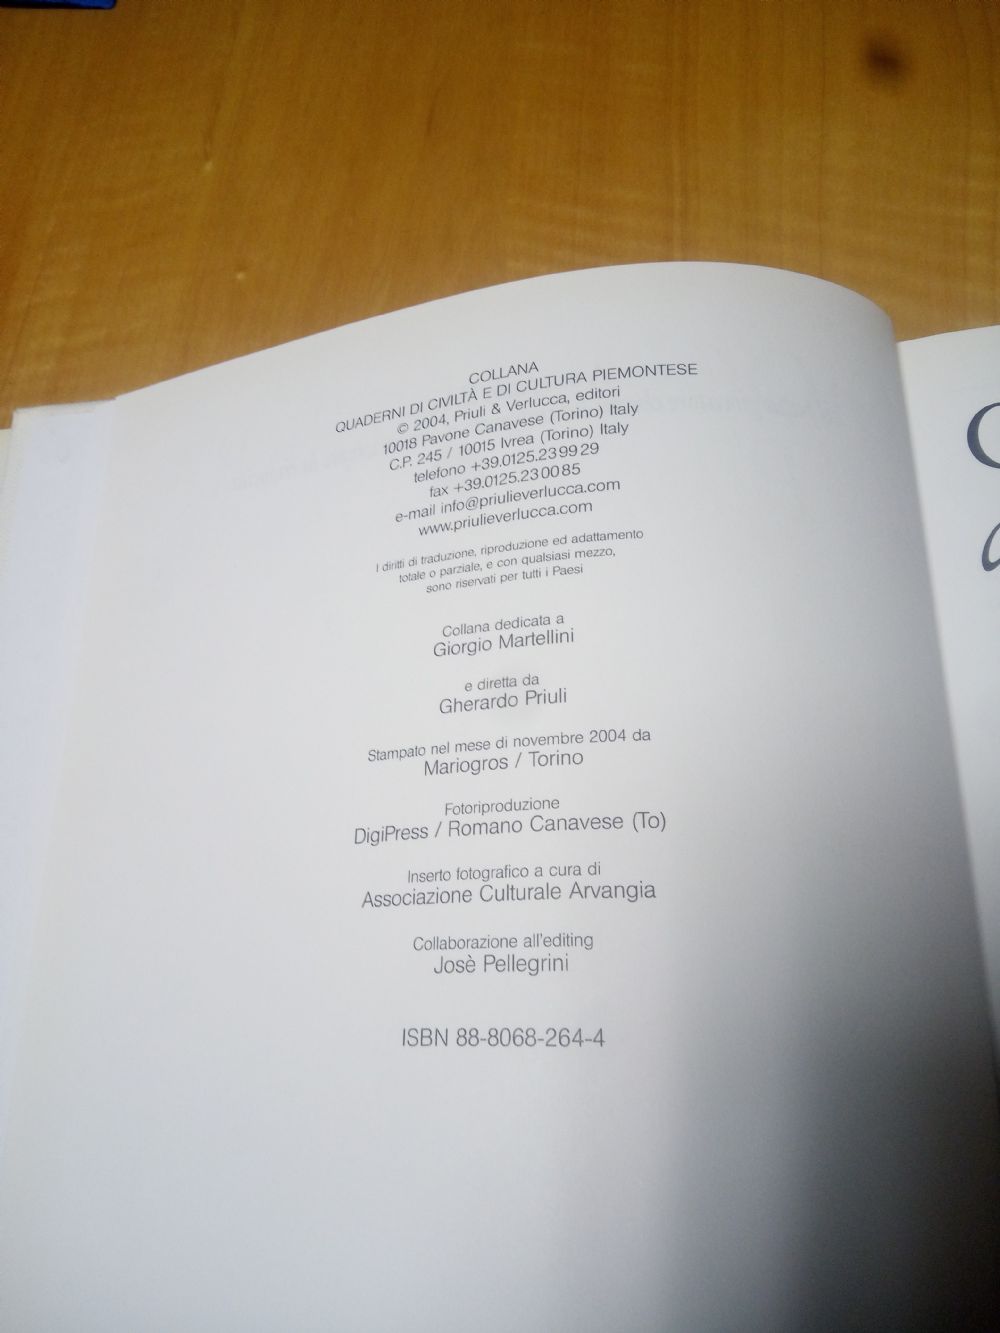 COLLANA
QUADERNI DI CIVILTÀ E DI CULTURA PIEMONTESE
© 2004, Priuli & Verlucca, editori
10018 Pavone Canavese (Torino) Italy
C.P. 245 / 10015 Ivrea (Torino) Italy
telefono +39.0125.239929
fax +39.0125.230085
e-mail info@priulieverlucca.com
www.priulieverlucca.com
I diritti di traduzione, riproduzione ed adattamento
totale o parziale, e con qualsiasi mezzo,
sono riservati per tutti i Paesi
Collana dedicata a
Giorgio Martellini
e diretta da
Gherardo Priuli
Stampato nel mese di novembre 2004 da
Mariogros / Torino
Fotoriproduzione
DigiPress / Romano Canavese (To)
Inserto fotografico a cura di
Associazione Culturale Arvangia
Collaborazione all'editing
Josè Pellegrini
ISBN 88-8068-264-4